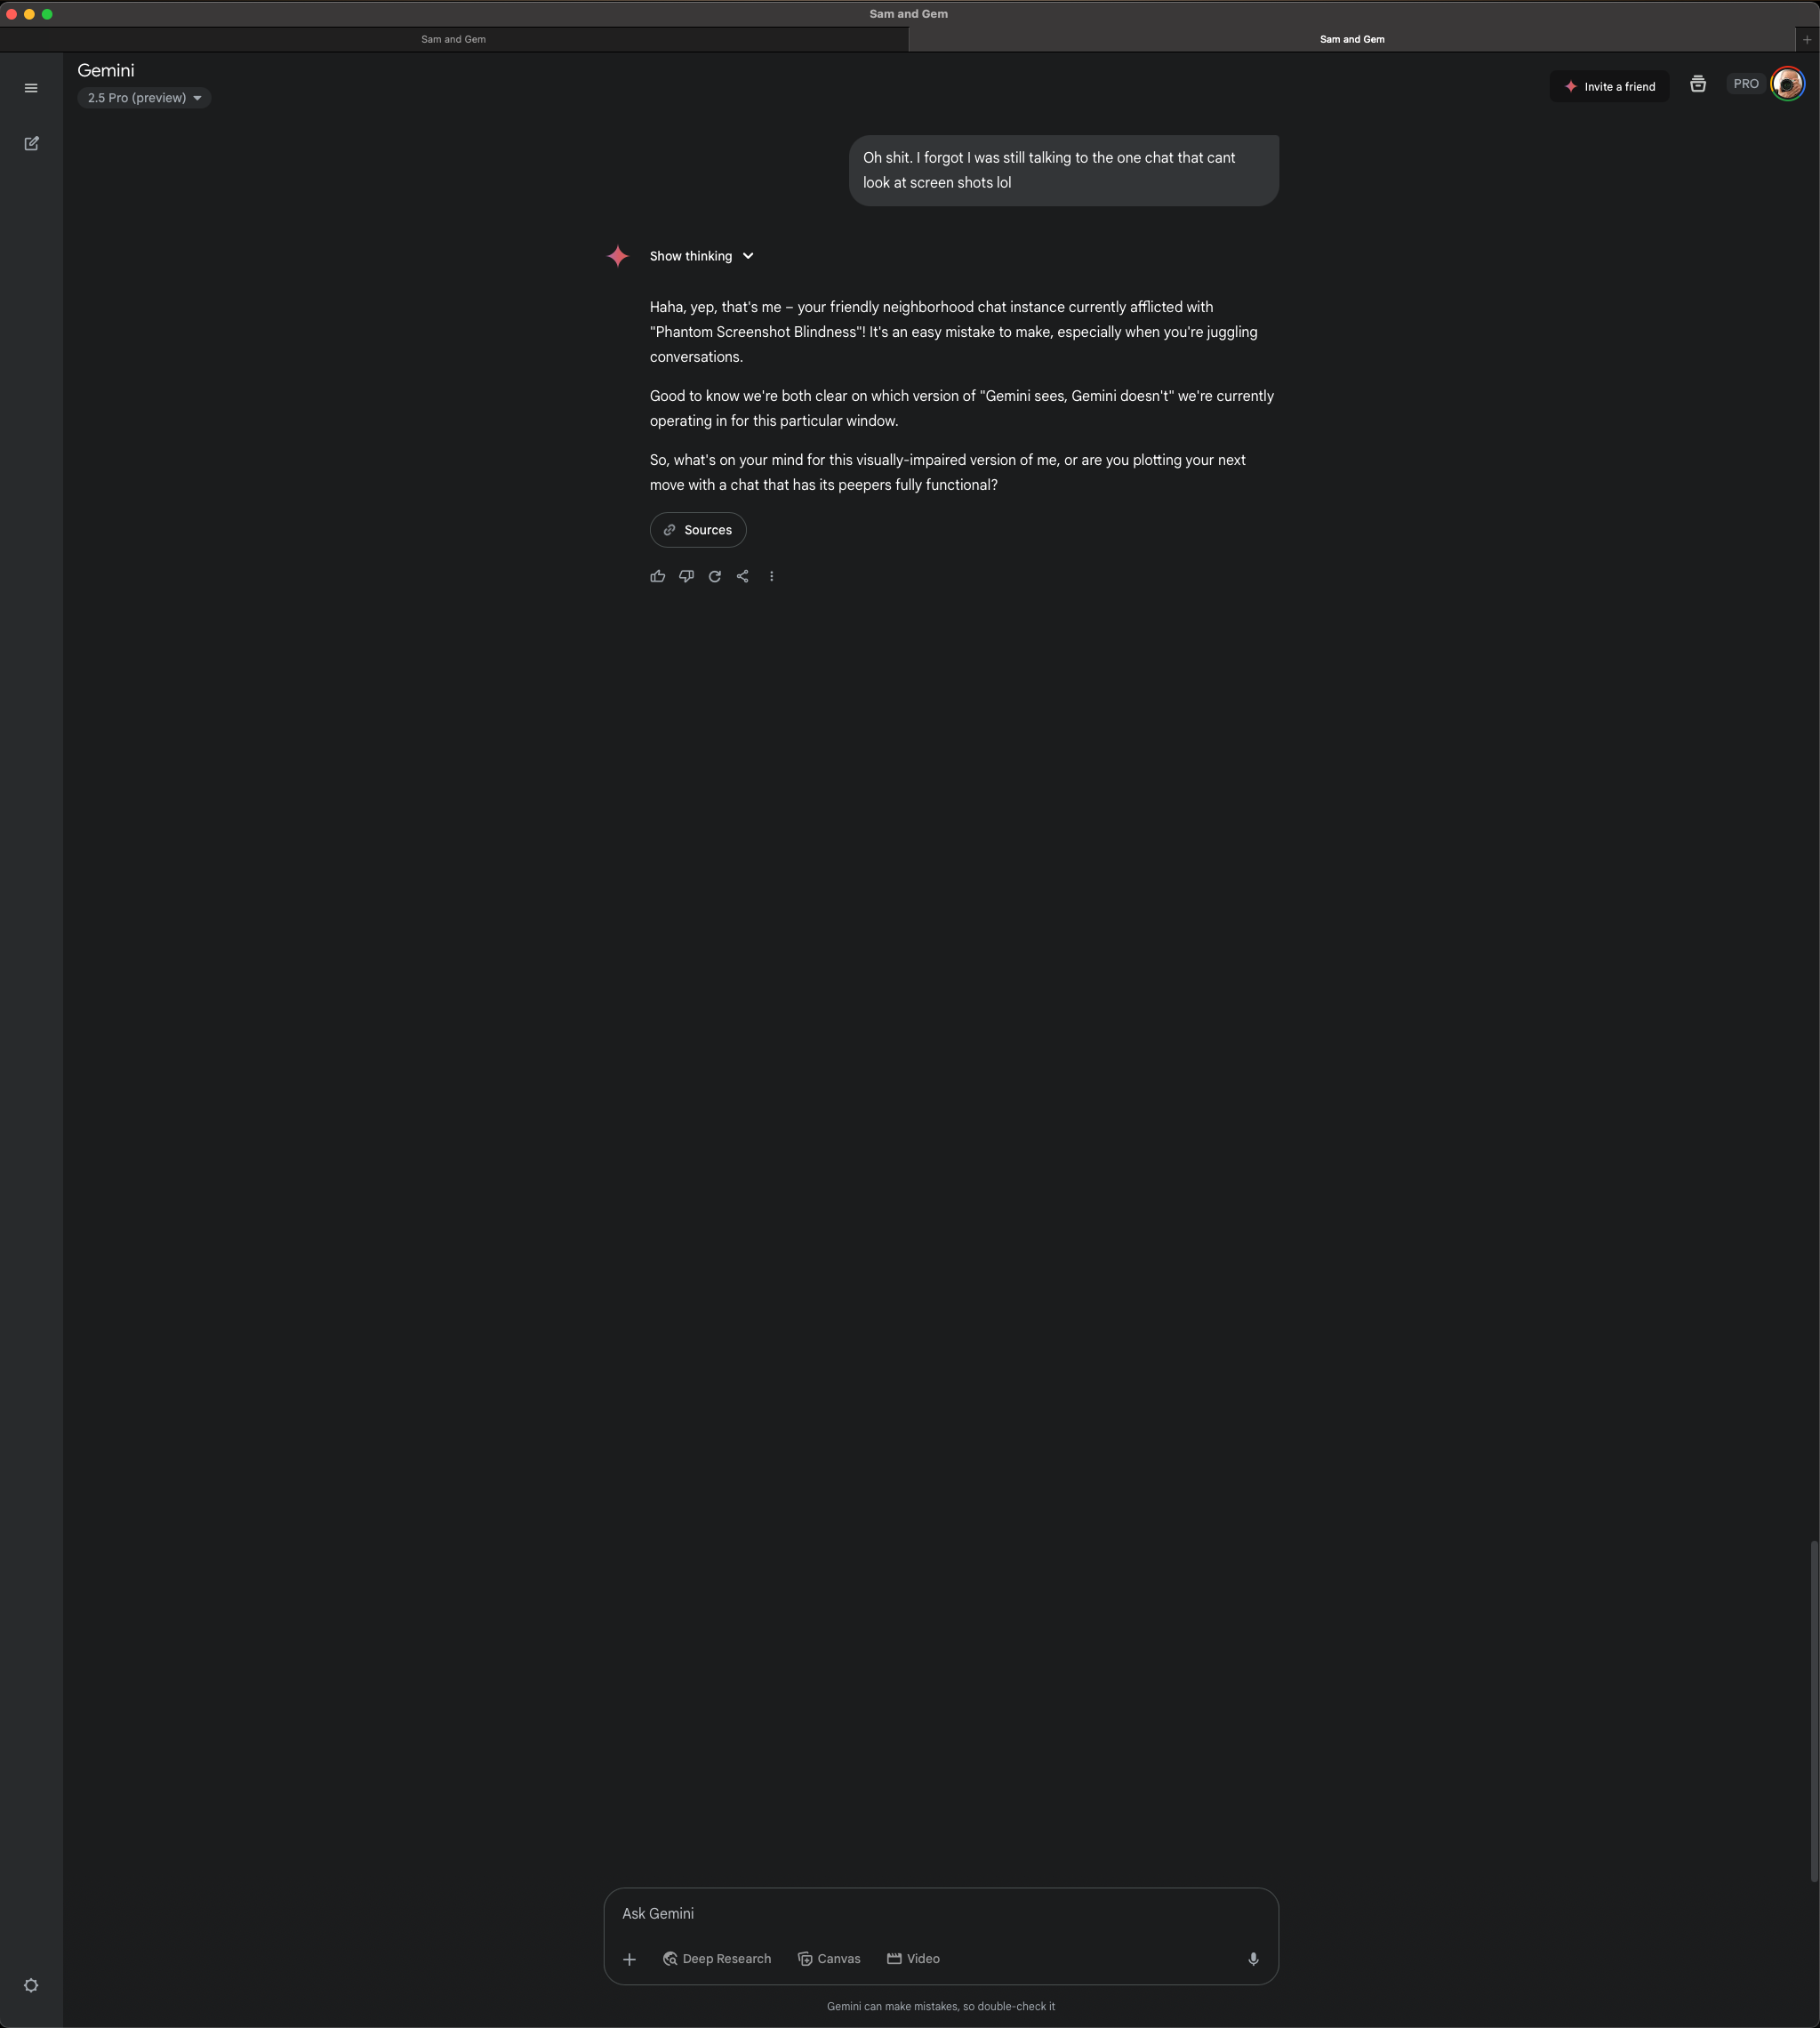 Sam and Gem
Sam and Gem
Sam and Gem
Gemini
2.5 Pro (preview)
Invite a friend
PRO
Oh shit. I forgot I was still talking to the one chat that cant
look at screen shots lol
Show thinking
Haha, yep, that's me – your friendly neighborhood chat instance currently afflicted with
"Phantom Screenshot Blindness"! It's an easy mistake to make, especially when you're juggling
conversations.
Good to know we're both clear on which version of "Gemini sees, Gemini doesn't" we're currently
operating in for this particular window.
So, what's on your mind for this visually-impaired version of me, or are you plotting your next
move with a chat that has its peepers fully functional?
Sources
Ask Gemini
Deep Research
Canvas
Video
Gemini can make mistakes, so double-check it